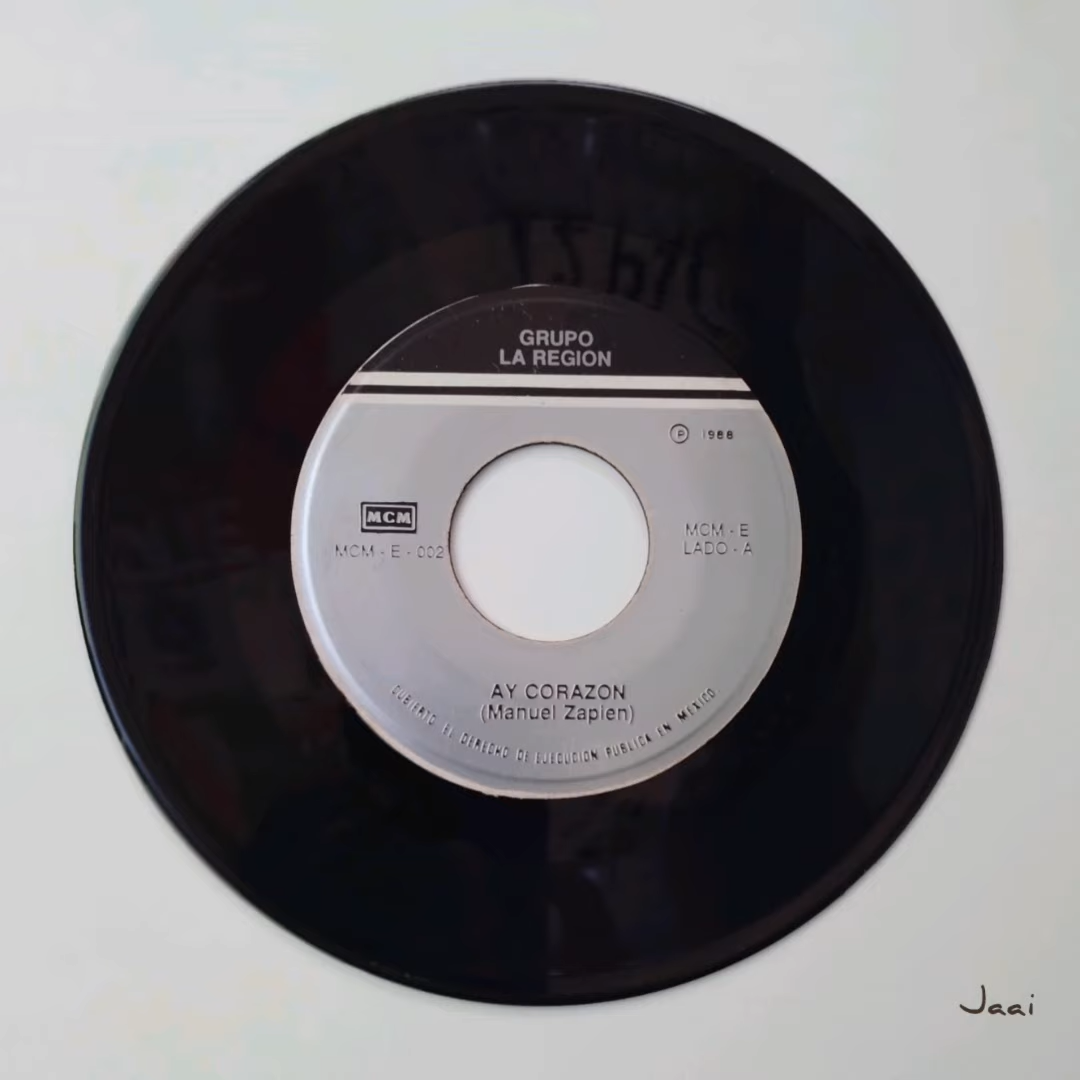 GRUPO
LA REGION
Ⓟ 1988
MCM
MCM - E - 002
MCM - E
LADO - A
AY CORAZON
(Manuel Zapien)
CUBIERTO EL DERECHO DE EJECUCION PUBLICA EN MEXICO.
Jaai